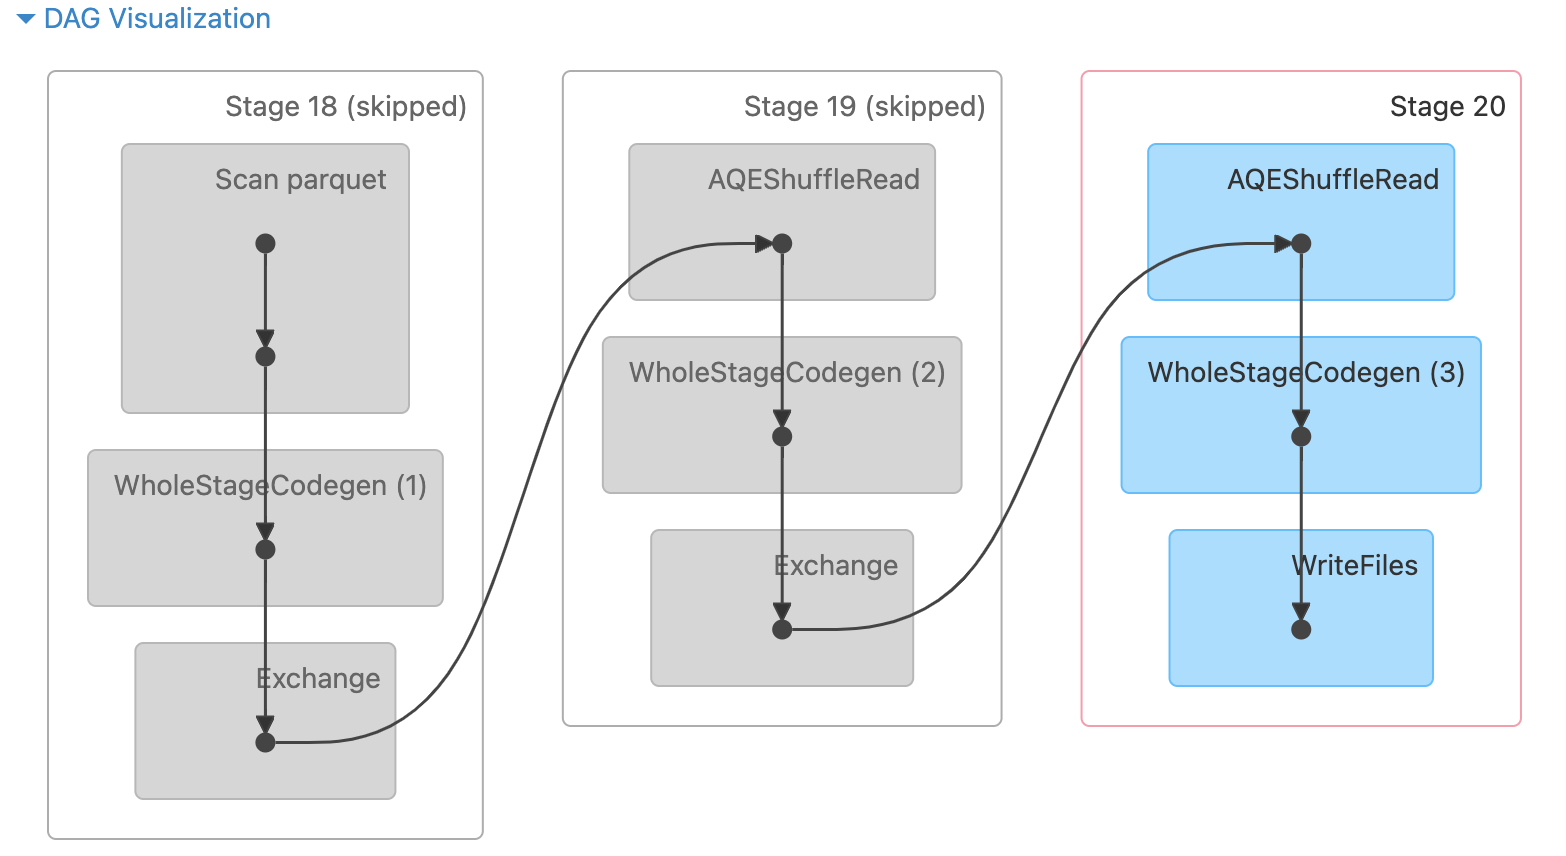 DAG Visualization
Stage 18 (skipped)
Scan parquet
WholeStageCodegen (1)
Exchange
Stage 19 (skipped)
AQEShuffleRead
WholeStageCodegen (2)
Exchange
Stage 20
AQEShuffleRead
WholeStageCodegen (3)
WriteFiles